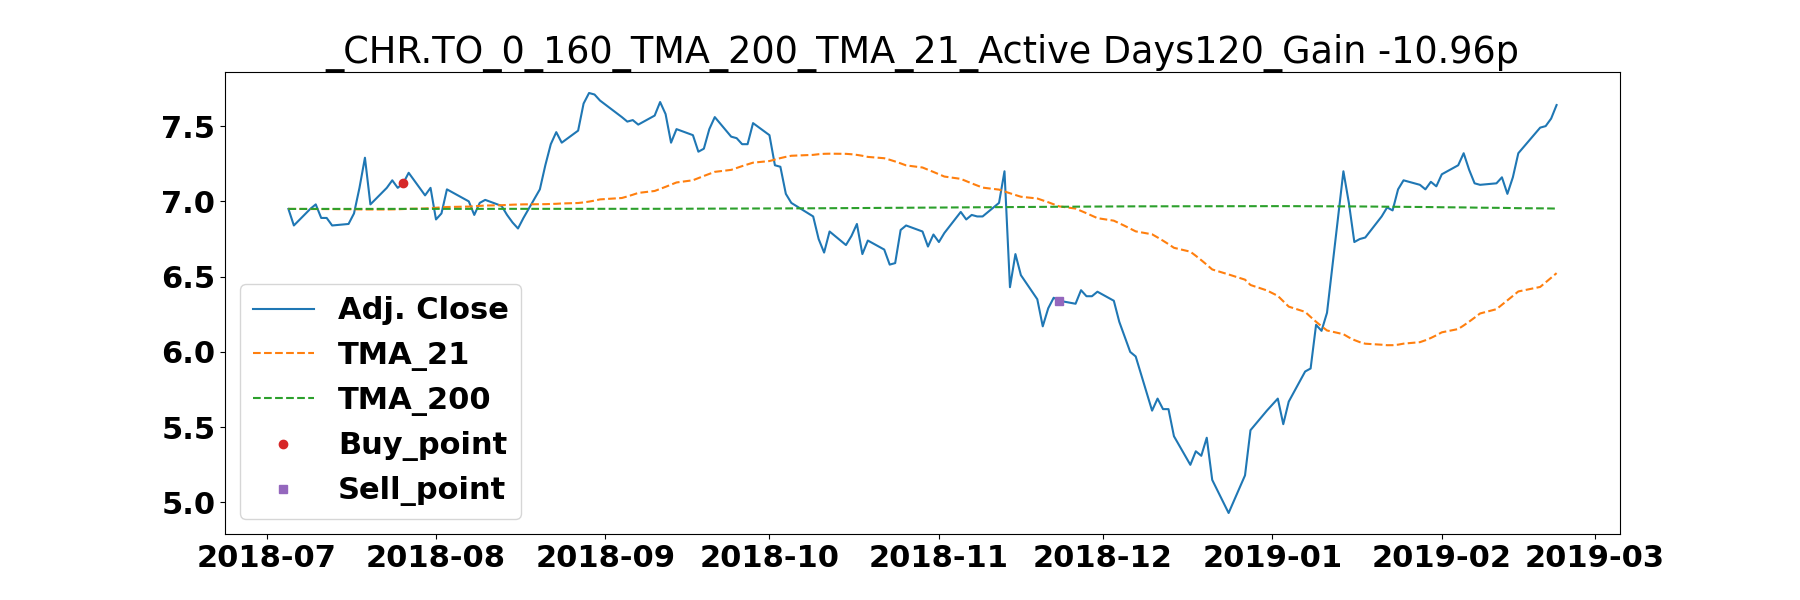 _CHR.TO_0_160_TMA_200_TMA_21_Active Days120_Gain -10.96p
7.5
7.0
6.5
6.0
5.5
5.0
Adj. Close
TMA_21
TMA_200
Buy_point
Sell_point
2018-07 2018-08 2018-09 2018-10 2018-11 2018-12 2019-01 2019-02 2019-03